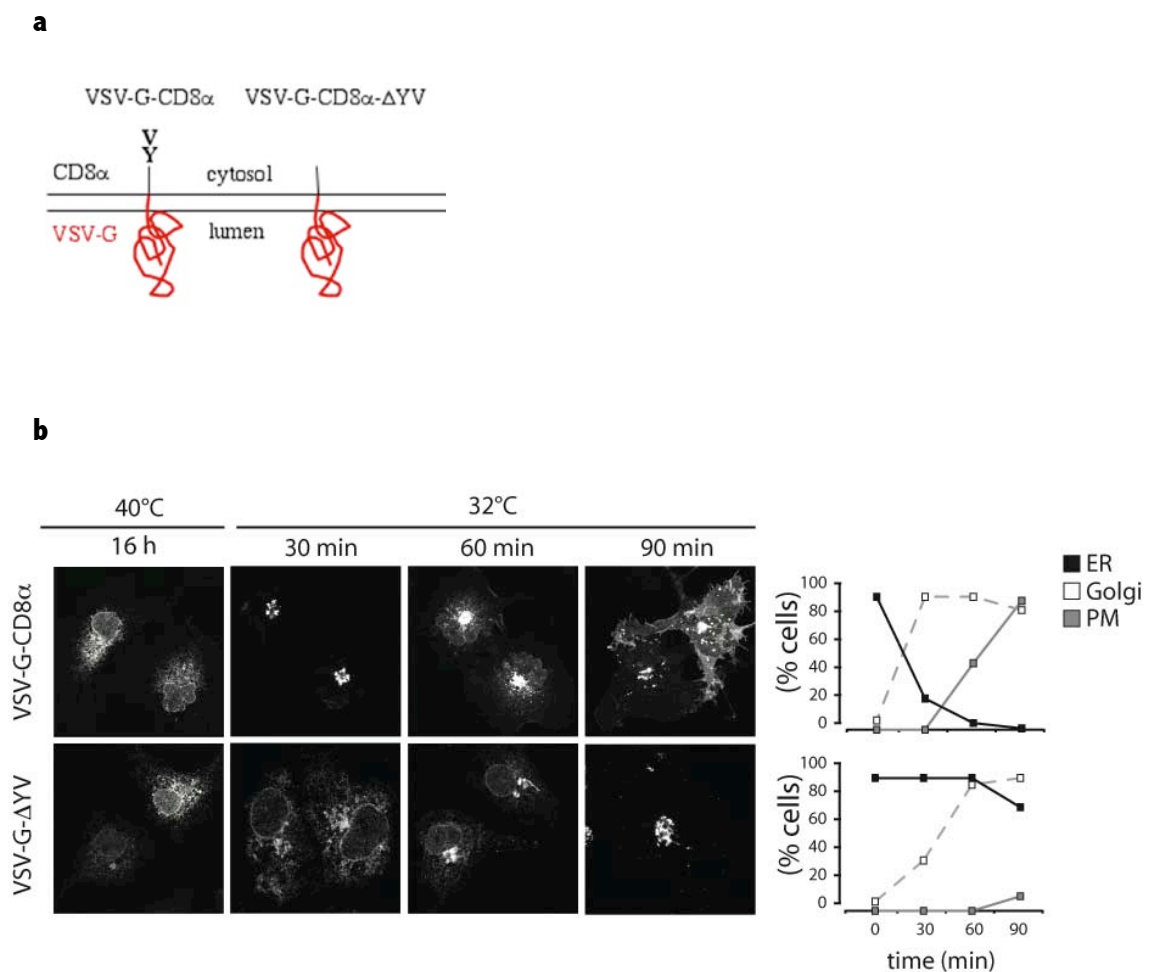 a
VSV-G-CD8α VSV-G-CD8α-ΔYV
V
Y
CD8α cytosol
VSV-G lumen
b
40°C 32°C
16 h 30 min 60 min 90 min
VSV-G-CD8α
VSV-G-ΔYV
ER
Golgi
PM
(% cells)
100
80
60
40
20
0
(% cells)
100
80
60
40
20
0
0 30 60 90
time (min)